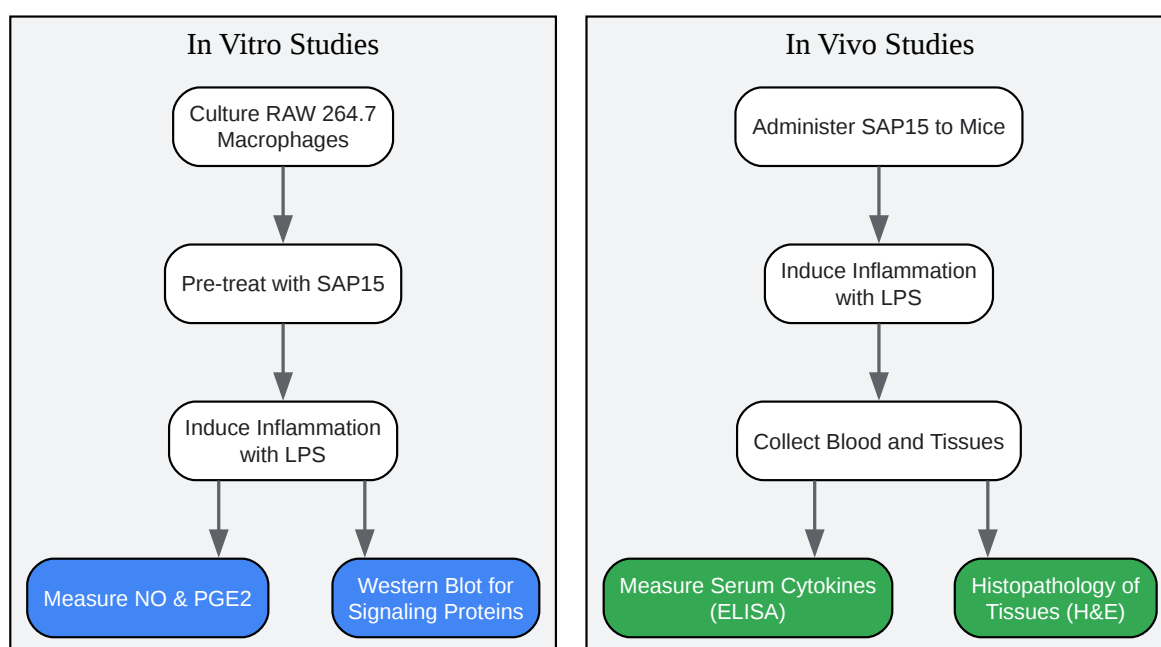 In Vitro Studies
Culture RAW 264.7
Macrophages
Pre-treat with SAP15
Induce Inflammation
with LPS
Measure NO & PGE2
Western Blot for
Signaling Proteins
In Vivo Studies
Administer SAP15 to Mice
Induce Inflammation
with LPS
Collect Blood and Tissues
Measure Serum Cytokines
(ELISA)
Histopathology of
Tissues (H&E)